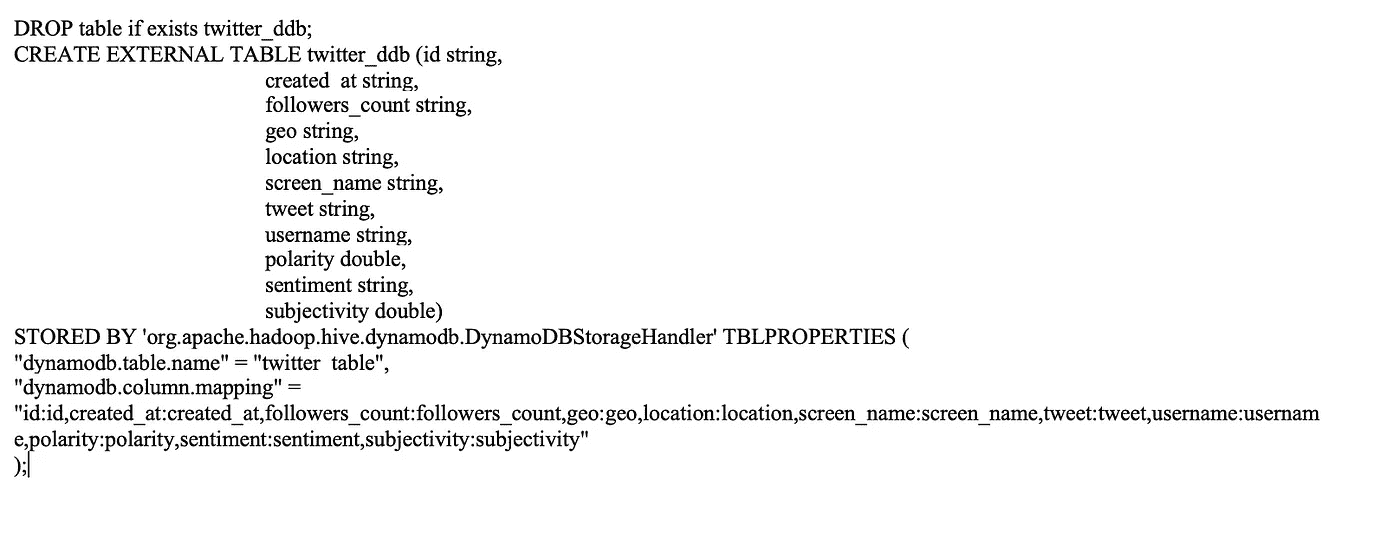 DROP table if exists twitter_ddb;
CREATE EXTERNAL TABLE twitter_ddb (id string,
created at string,
followers_count string,
geo string,
location string,
screen_name string,
tweet string,
username string,
polarity double,
sentiment string,
subjectivity double)
STORED BY 'org.apache.hadoop.hive.dynamodb.DynamoDBStorageHandler' TBLPROPERTIES (
"dynamodb.table.name" = "twitter table",
"dynamodb.column.mapping" =
"id:id,created_at:created_at,followers_count:followers_count,geo:geo,location:location,screen_name:screen_name,tweet:tweet,username:usernam
e,polarity:polarity,sentiment:sentiment,subjectivity:subjectivity"
);